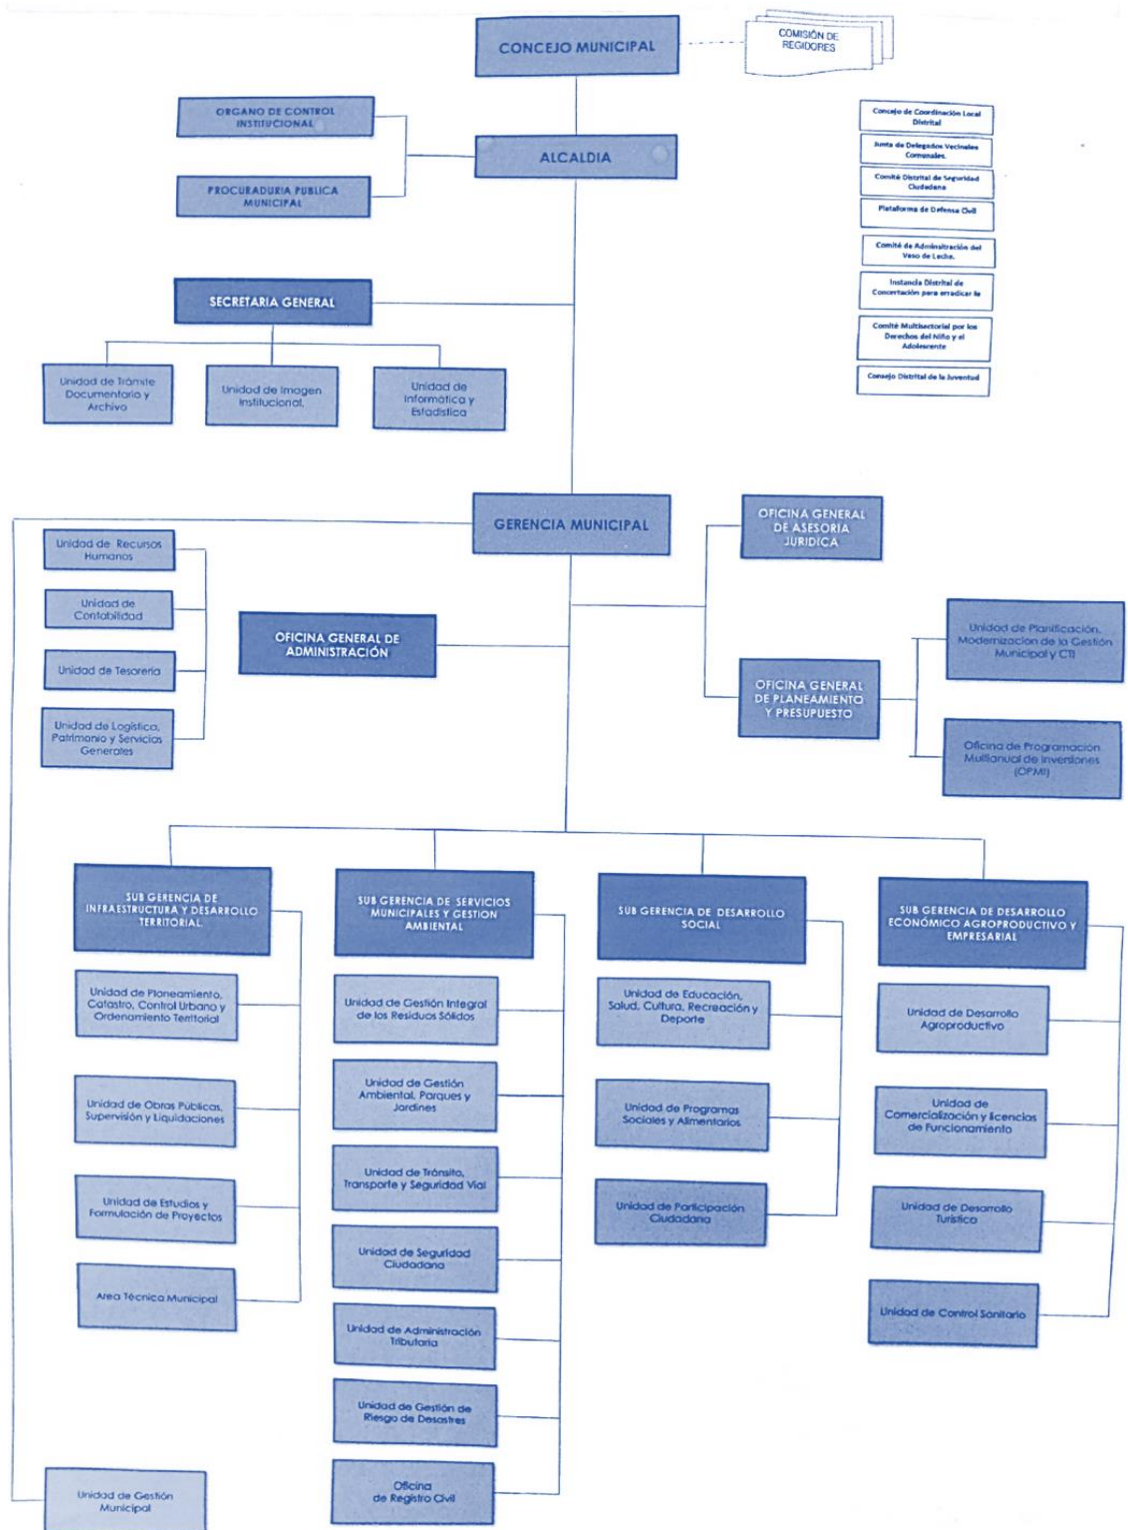 CONCEJO MUNICIPAL
COMISIÓN DE
REGIDORES
ORGANO DE CONTROL
INSTITUCIONAL
ALCALDIA
PROCURADURIA PUBLICA
MUNICIPAL
Concejo de Coordinación Local
Distrital
Junta de Delegados Vecinales
Comunales.
Comité Distrital de Seguridad
Ciudadana
Plataforma de Defensa Civil
Comité de Adminsitración del
Vaso de Leche.
Instancia Distrital de
Concertación para erradicar la
Comité Multisectorial por los
Derechos del Niño y el
Adolescente
Consejo Distrital de la Juventud
SECRETARIA GENERAL
Unidad de Trámite
Documentario y
Archivo
Unidad de Imagen
Institucional.
Unidad de
Informática y
Estadística
GERENCIA MUNICIPAL
OFICINA GENERAL
DE ASESORIA
JURIDICA
Unidad de Recursos
Humanos
Unidad de
Contabilidad
Unidad de Tesorería
Unidad de Logística,
Patrimonio y Servicios
Generales
OFICINA GENERAL DE
ADMINISTRACIÓN
OFICINA GENERAL
DE PLANEAMIENTO
Y PRESUPUESTO
Unidad de Planificación,
Modernizacion de la Gestión
Municipal y CTI
Oficina de Programación
Multianual de Inversiones
(OPMI)
SUB GERENCIA DE
INFRAESTRUCTURA Y DESARROLLO
TERRITORIAL.
Unidad de Planeamiento,
Catastro, Control Urbano y
Ordenamiento Territorial
Unidad de Obras Públicas,
Supervisión y Liquidaciones
Unidad de Estudios y
Formulación de Proyectos
Area Técnica Municipal
SUB GERENCIA DE SERVICIOS
MUNICIPALES Y GESTION
AMBIENTAL
Unidad de Gestión Integral
de los Residuos Sólidos
Unidad de Gestión
Ambiental, Parques y
Jardines
Unidad de Tránsito,
Transporte y Seguridad Vial
Unidad de Seguridad
Ciudadana
Unidad de Administración
Tributaria
Unidad de Gestión de
Riesgo de Desastres
Oficina
de Registro Civil
SUB GERENCIA DE DESARROLLO
SOCIAL
Unidad de Educación,
Salud, Cultura, Recreación y
Deporte
Unidad de Programas
Sociales y Alimentarios
Unidad de Participación
Ciudadana
SUB GERENCIA DE DESARROLLO
ECONÓMICO AGROPRODUCTIVO Y
EMPRESARIAL
Unidad de Desarrollo
Agroproductivo
Unidad de
Comercialización y licencias
de Funcionamiento
Unidad de Desarrollo
Turístico
Unidad de Control Sanitario
Unidad de Gestión
Municipal